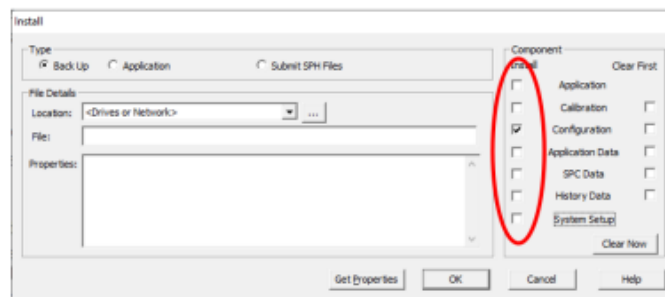 Install
Type
Back Up
Application
Submit SPH Files
File Details
Location:
<Drives or Network>
...
File:
Properties:
Component
Install
Clear First
Application
Calibration
Configuration
Application Data
SPC Data
History Data
System Setup
Clear Now
Get Properties
OK
Cancel
Help